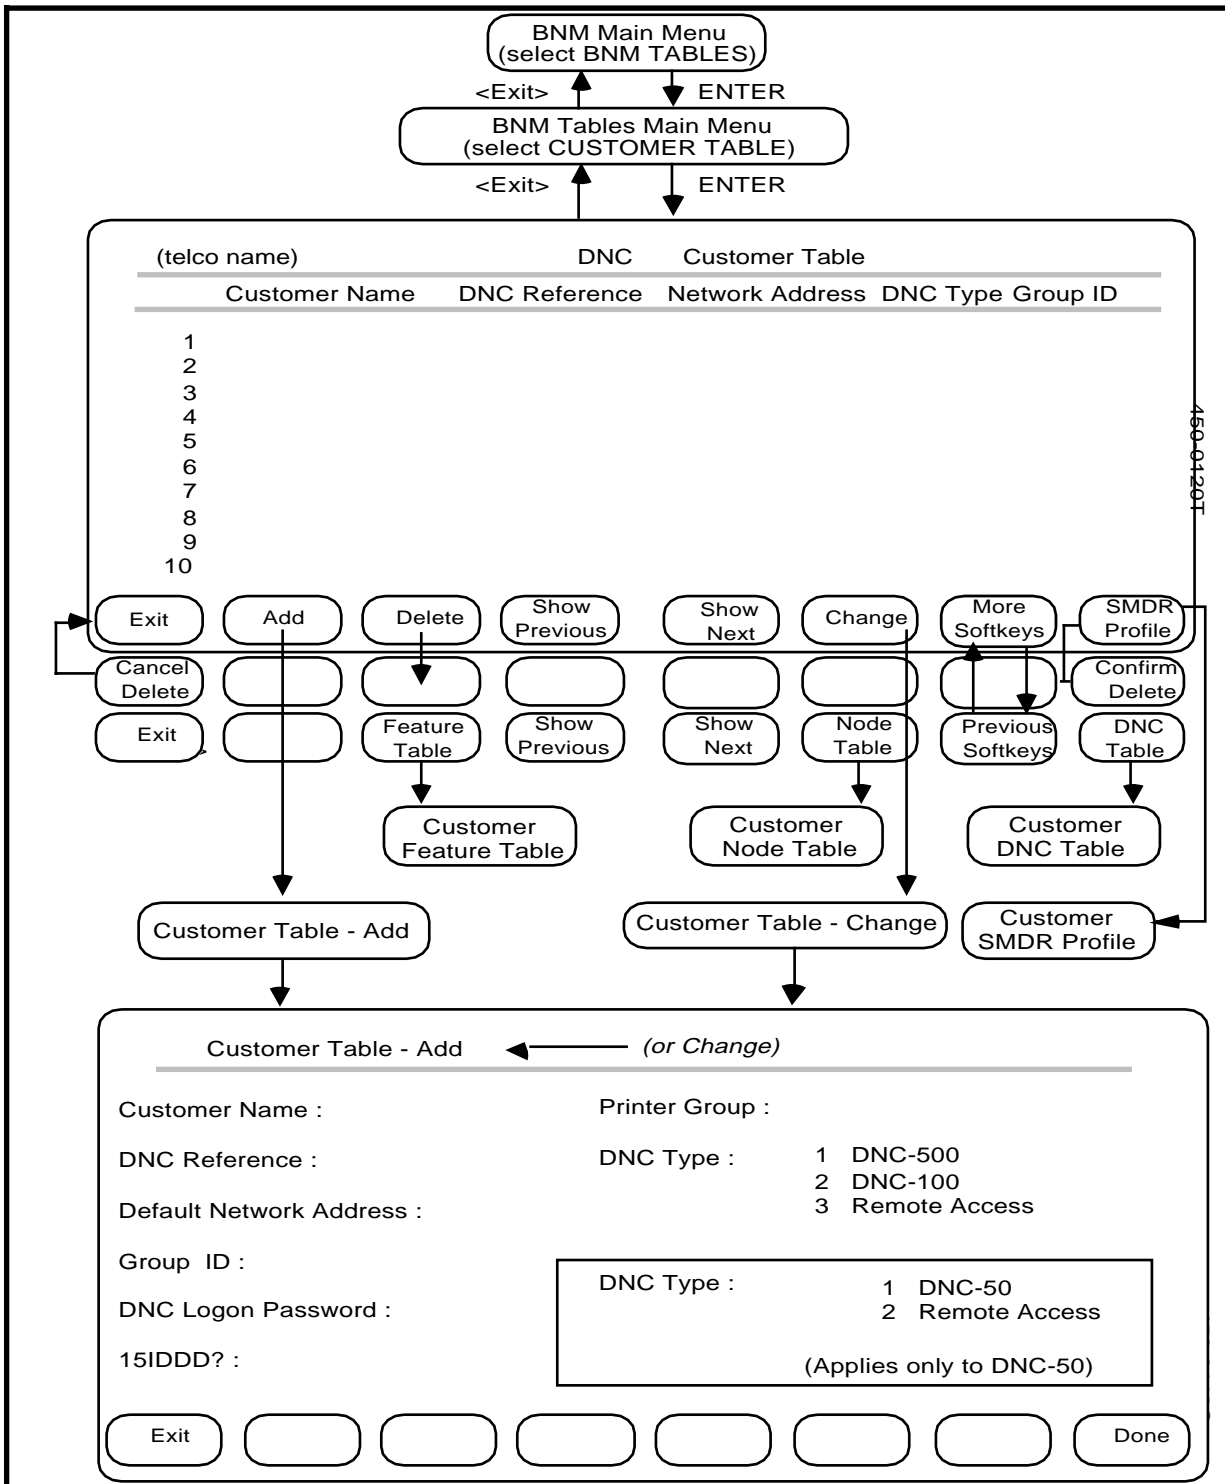 BNM Main Menu
(select BNM TABLES)
<Exit> ENTER
BNM Tables Main Menu
(select CUSTOMER TABLE)
<Exit> ENTER
(telco name) DNC Customer Table
Customer Name DNC Reference Network Address DNC Type Group ID
1
2
3
4
5
6
7
8
9
10
450-0120T
Exit Add Delete Show Previous Show Next Change More Softkeys SMDR Profile
Cancel Delete Confirm Delete
Exit > Feature Table Show Previous Show Next Node Table Previous Softkeys DNC Table
Customer Feature Table
Customer Node Table
Customer DNC Table
Customer Table - Add
Customer Table - Change
Customer SMDR Profile
Customer Table - Add (or Change)
Customer Name : Printer Group :
DNC Reference : DNC Type : 1 DNC-500
2 DNC-100
Default Network Address : 3 Remote Access
Group ID :
DNC Type : 1 DNC-50
DNC Logon Password : 2 Remote Access
15IDDD? : (Applies only to DNC-50)
Exit Done